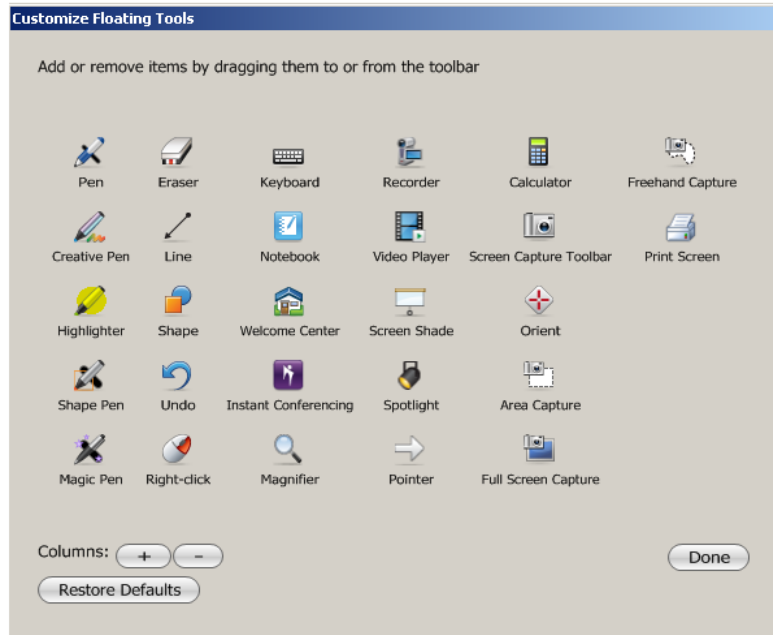 Customize Floating Tools
Add or remove items by dragging them to or from the toolbar
Pen Eraser Keyboard Recorder Calculator Freehand Capture
Creative Pen Line Notebook Video Player Screen Capture Toolbar Print Screen
Highlighter Shape Welcome Center Screen Shade Orient
Shape Pen Undo Instant Conferencing Spotlight Area Capture
Magic Pen Right-click Magnifier Pointer Full Screen Capture
Columns: + - Done
Restore Defaults